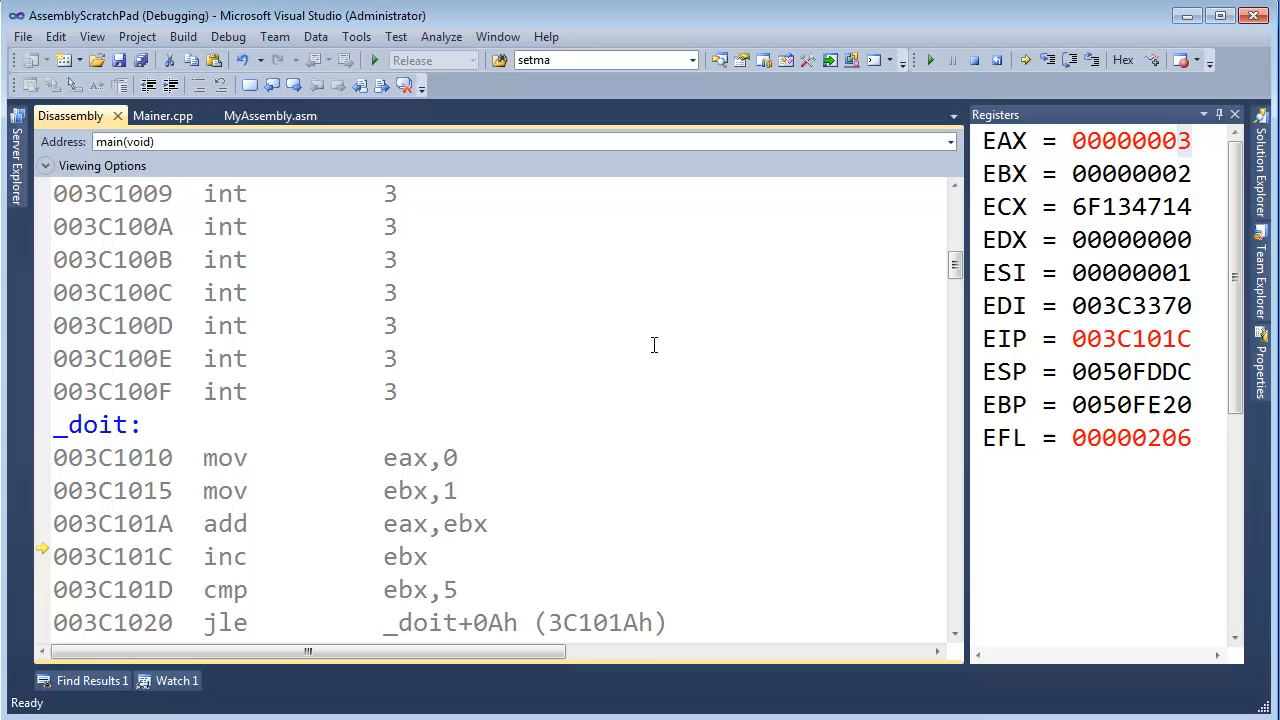 AssemblyScratchPad (Debugging) - Microsoft Visual Studio (Administrator)
File Edit View Project Build Debug Team Data Tools Test Analyze Window Help
Release setma Hex
Disassembly Mainer.cpp MyAssembly.asm
Address: main(void)
Viewing Options
003C1009 int 3
003C100A int 3
003C100B int 3
003C100C int 3
003C100D int 3
003C100E int 3
003C100F int 3
_doit:
003C1010 mov eax,0
003C1015 mov ebx,1
003C101A add eax,ebx
003C101C inc ebx
003C101D cmp ebx,5
003C1020 jle _doit+0Ah (3C101Ah)
Registers
EAX = 00000003
EBX = 00000002
ECX = 6F134714
EDX = 00000000
ESI = 00000001
EDI = 003C3370
EIP = 003C101C
ESP = 0050FDDC
EBP = 0050FE20
EFL = 00000206
Server Explorer
Solution Explorer
Team Explorer
Properties
Find Results 1 Watch 1
Ready